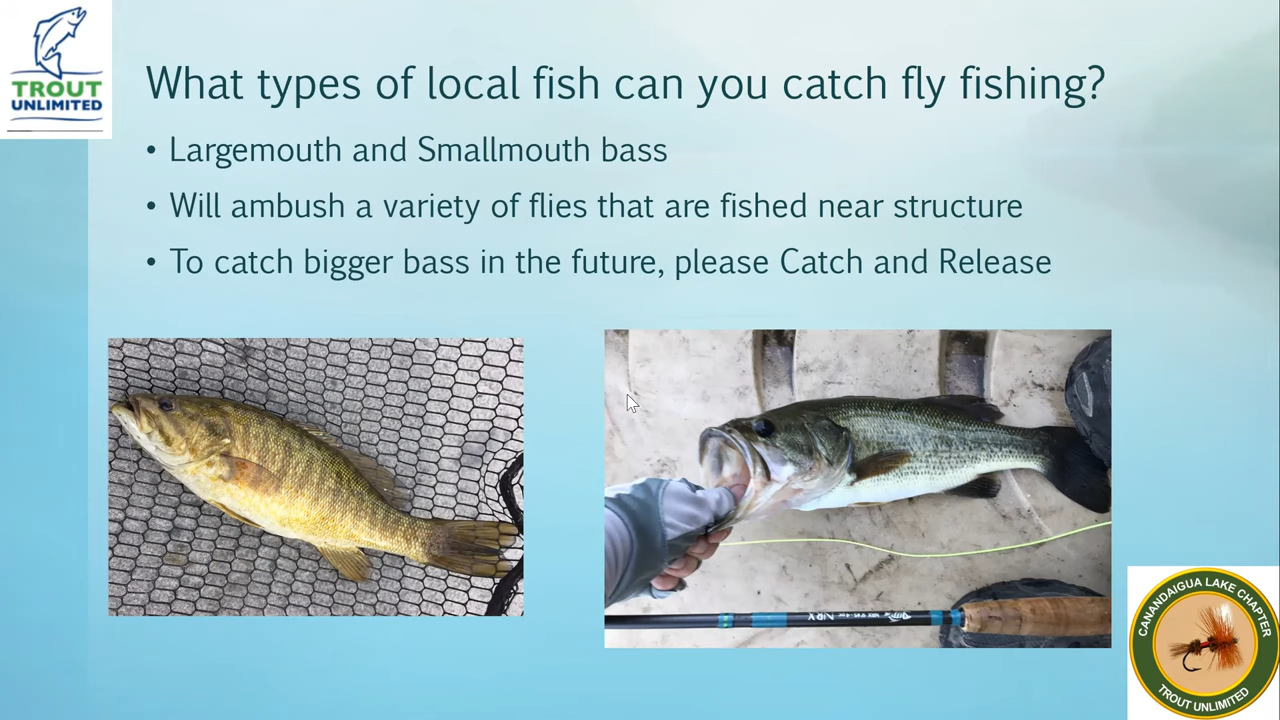 TROUT
UNLIMITED
What types of local fish can you catch fly fishing?
• Largemouth and Smallmouth bass
• Will ambush a variety of flies that are fished near structure
• To catch bigger bass in the future, please Catch and Release
NRX
CANANDAIGUA LAKE CHAPTER
TROUT UNLIMITED